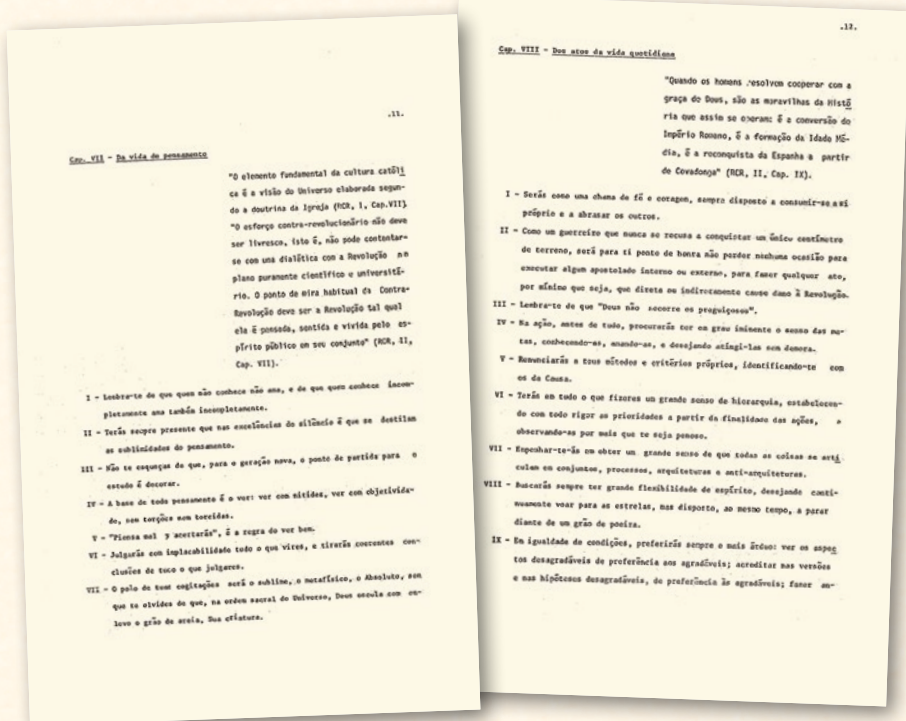 .11.
Cap. VII - Da vida de pensamento
"O elemento fundamental da cultura católi
ca é a visão do Universo elaborada segun-
do a doutrina da Igreja (RCR, I, Cap.VII).
"O esforço contra-revolucionário não deve
ser livresco, isto é, não pode contentar-
se com uma dialética com a Revolução no
plano puramente científico e universitá-
rio. O ponto de mira habitual da Contra-
Revolução deve ser a Revolução tal qual
ela é pensada, sentida e vivida pelo es-
pírito público em seu conjunto" (RCR, II,
Cap. VII).
I - Lembra-te de que quem não conhece não ama, e de que quem conhece incom-
pletamente ama também incompletamente.
II - Terás sempre presente que nas excelências do silêncio é que se destilam
as sublimidades do pensamento.
III - Não te esqueças de que, para a geração nova, o ponto de partida para o
estudo é decorar.
IV - A base de todo pensamento é o ver: ver com nitidez, ver com objetivida-
de, sem torções nem torcidas.
V - "Piensa mal y acertarás", é a regra do ver bem.
VI - Julgarás com implacabilidade todo o que vires, e tirarás coerentes con-
clusões de tuco o que julgares.
VII - O polo de tuas cogitações será o sublime, o metafísico, o Absoluto, sem
que te olvides de que, na ordem sacral do Universo, Deus oscula com en-
levo o grão de areia, Sua criatura.
.12.
Cap. VIII - Dos atos da vida quotidiana
"Quando os homens resolvem cooperar com a
graça de Deus, são as maravilhas da Histó
ria que assim se operam: é a conversão do
Império Romano, é a formação da Idade Mé-
dia, é a reconquista da Espanha a partir
de Covadonga" (RCR, II, Cap. IX).
I - Serás como uma chama de fé e coragem, sempre disposto a consumir-se a si
próprio e a abrasar os outros.
II - Como um guerreiro que nunca se recusa a conquistar um único centímetro
de terreno, será para ti ponto de honra não perder nenhuma ocasião para
executar algum apostolado interno ou externo, para fazer qualquer ato,
por mínimo que seja, que direta ou indiretamente cause dano à Revolução.
III - Lembra-te de que "Deus não socorre os preguiçosos".
IV - Na ação, antes de tudo, procurarás ter em grau iminente o senso das me-
tas, conhecendo-as, amando-as, e desejando atingi-las sem demora.
V - Renunciarás a teus métodos e critérios próprios, identificando-te com
os da Causa.
VI - Terás em tudo o que fizeres um grande senso de hierarquia, estabelecen-
do com todo rigor as prioridades a partir da finalidade das ações, e
observando-as por mais que te seja penoso.
VII - Empenhar-te-ás em obter um grande senso de que todas as coisas se arti
culam em conjuntos, processos, arquiteturas e anti-arquiteturas.
VIII - Buscarás sempre ter grande flexibilidade de espírito, desejando conti-
nuamente voar para as estrelas, mas disposto, ao mesmo tempo, a parar
diante de um grão de poeira.
IX - Em igualdade de condições, preferirás sempre o mais árduo: ver os aspec
tos desagradáveis de preferência aos agradáveis; acreditar nas versões
e nas hipóteses desagradáveis, de preferência às agradáveis; fazer an-